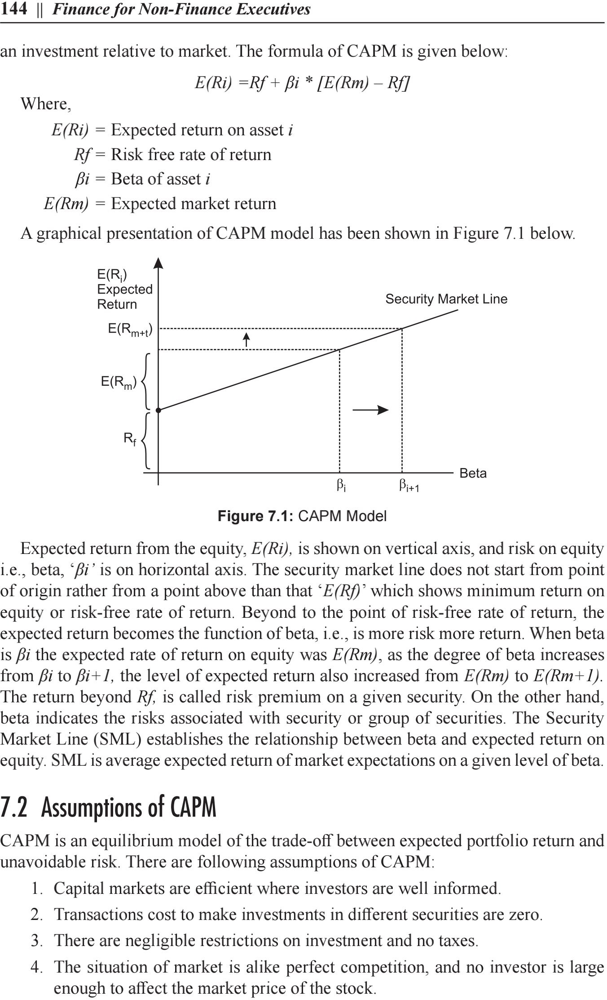 144 || Finance for Non-Finance Executives
an investment relative to market. The formula of CAPM is given below:
E(Ri) =Rf + βi * [E(Rm) – Rf]
Where,
E(Ri) = Expected return on asset i
Rf = Risk free rate of return
βi = Beta of asset i
E(Rm) = Expected market return
A graphical presentation of CAPM model has been shown in Figure 7.1 below.
E(Ri)
Expected
Return
Security Market Line
E(Rm+t)
E(Rm)
Rf
Beta
βi βi+1
Figure 7.1: CAPM Model
Expected return from the equity, E(Ri), is shown on vertical axis, and risk on equity
i.e., beta, ‘βi’ is on horizontal axis. The security market line does not start from point
of origin rather from a point above than that ‘E(Rf)’ which shows minimum return on
equity or risk-free rate of return. Beyond to the point of risk-free rate of return, the
expected return becomes the function of beta, i.e., is more risk more return. When beta
is βi the expected rate of return on equity was E(Rm), as the degree of beta increases
from βi to βi+1, the level of expected return also increased from E(Rm) to E(Rm+1).
The return beyond Rf, is called risk premium on a given security. On the other hand,
beta indicates the risks associated with security or group of securities. The Security
Market Line (SML) establishes the relationship between beta and expected return on
equity. SML is average expected return of market expectations on a given level of beta.
7.2 Assumptions of CAPM
CAPM is an equilibrium model of the trade-off between expected portfolio return and
unavoidable risk. There are following assumptions of CAPM:
1. Capital markets are efficient where investors are well informed.
2. Transactions cost to make investments in different securities are zero.
3. There are negligible restrictions on investment and no taxes.
4. The situation of market is alike perfect competition, and no investor is large
enough to affect the market price of the stock.